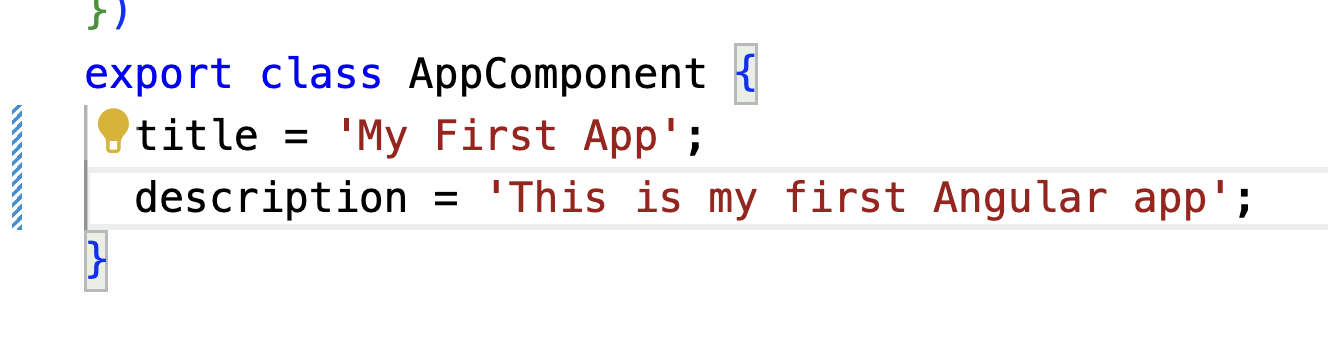 })
export class AppComponent {
title = 'My First App';
description = 'This is my first Angular app';
}